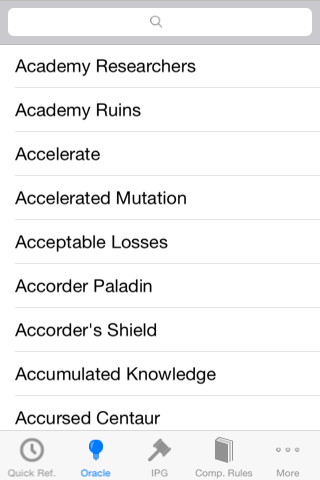 Academy Researchers
Academy Ruins
Accelerate
Accelerated Mutation
Acceptable Losses
Accorder Paladin
Accorder's Shield
Accumulated Knowledge
Accursed Centaur
Quick Ref.
Oracle
IPG
Comp. Rules
More